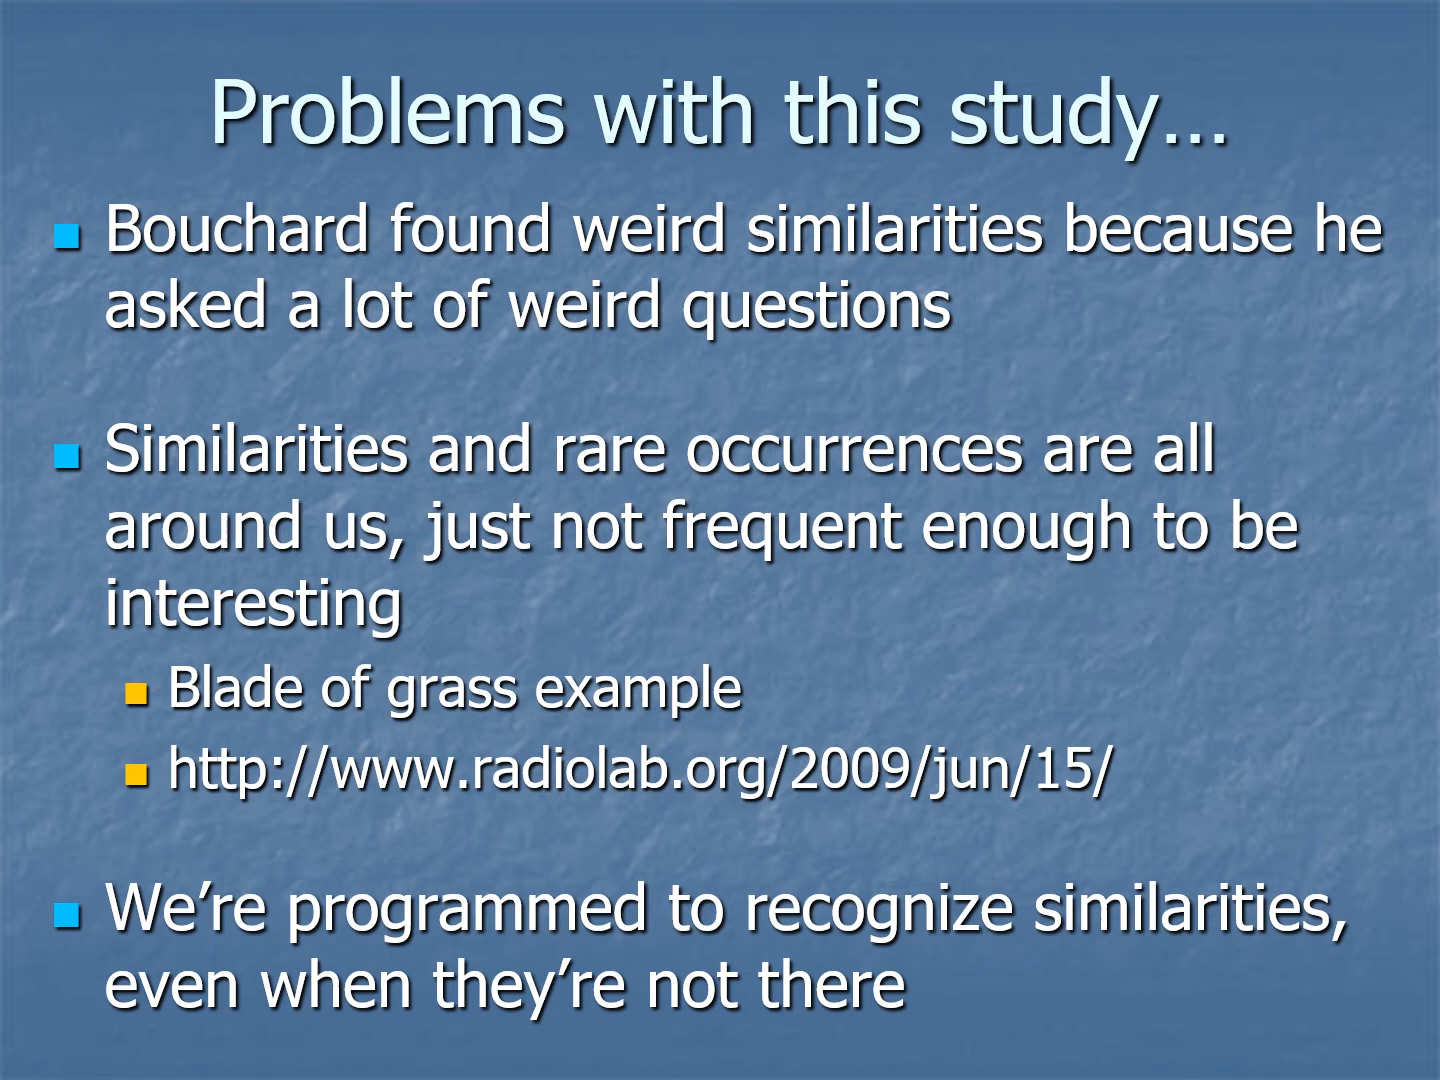 Problems with this study…
Bouchard found weird similarities because he
asked a lot of weird questions
Similarities and rare occurrences are all
around us, just not frequent enough to be
interesting
Blade of grass example
http://www.radiolab.org/2009/jun/15/
We’re programmed to recognize similarities,
even when they’re not there